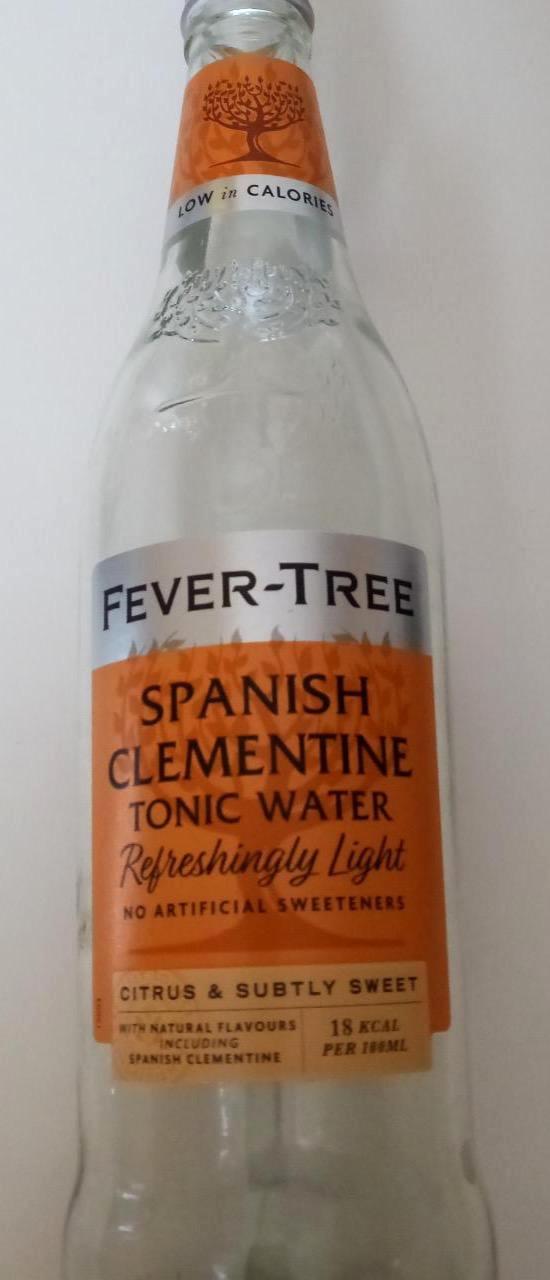 LOW in CALORIES
FEVER-TREE
SPANISH
CLEMENTINE
TONIC WATER
Refreshingly Light
NO ARTIFICIAL SWEETENERS
CITRUS & SUBTLY SWEET
WITH NATURAL FLAVOURS
INCLUDING
SPANISH CLEMENTINE
18 KCAL
PER 100ML